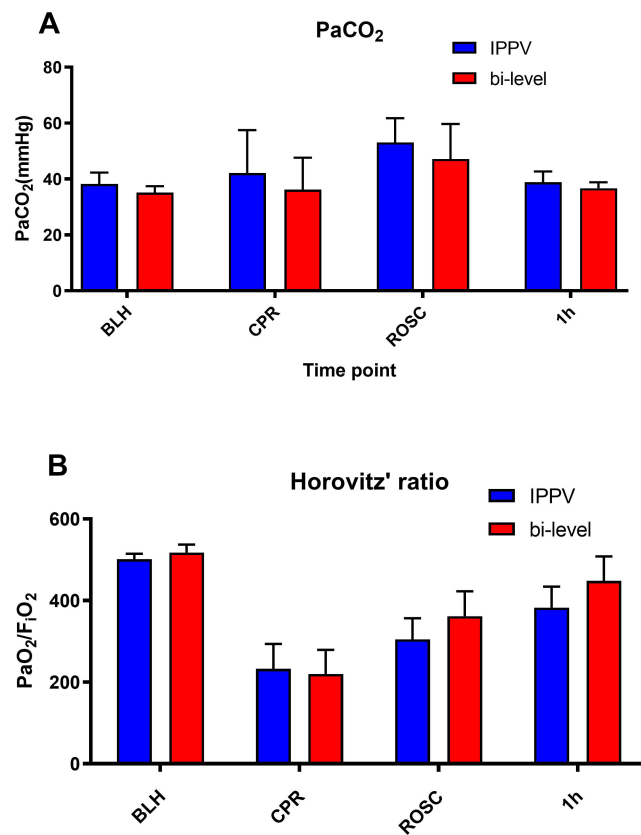 A
PaCO₂
IPPV
bi-level
PaCO₂(mmHg)
80
60
40
20
0
BLH
CPR
ROSC
1h
Time point
B
Horovitz' ratio
IPPV
bi-level
PaO₂/FᵢO₂
600
400
200
0
BLH
CPR
ROSC
1h